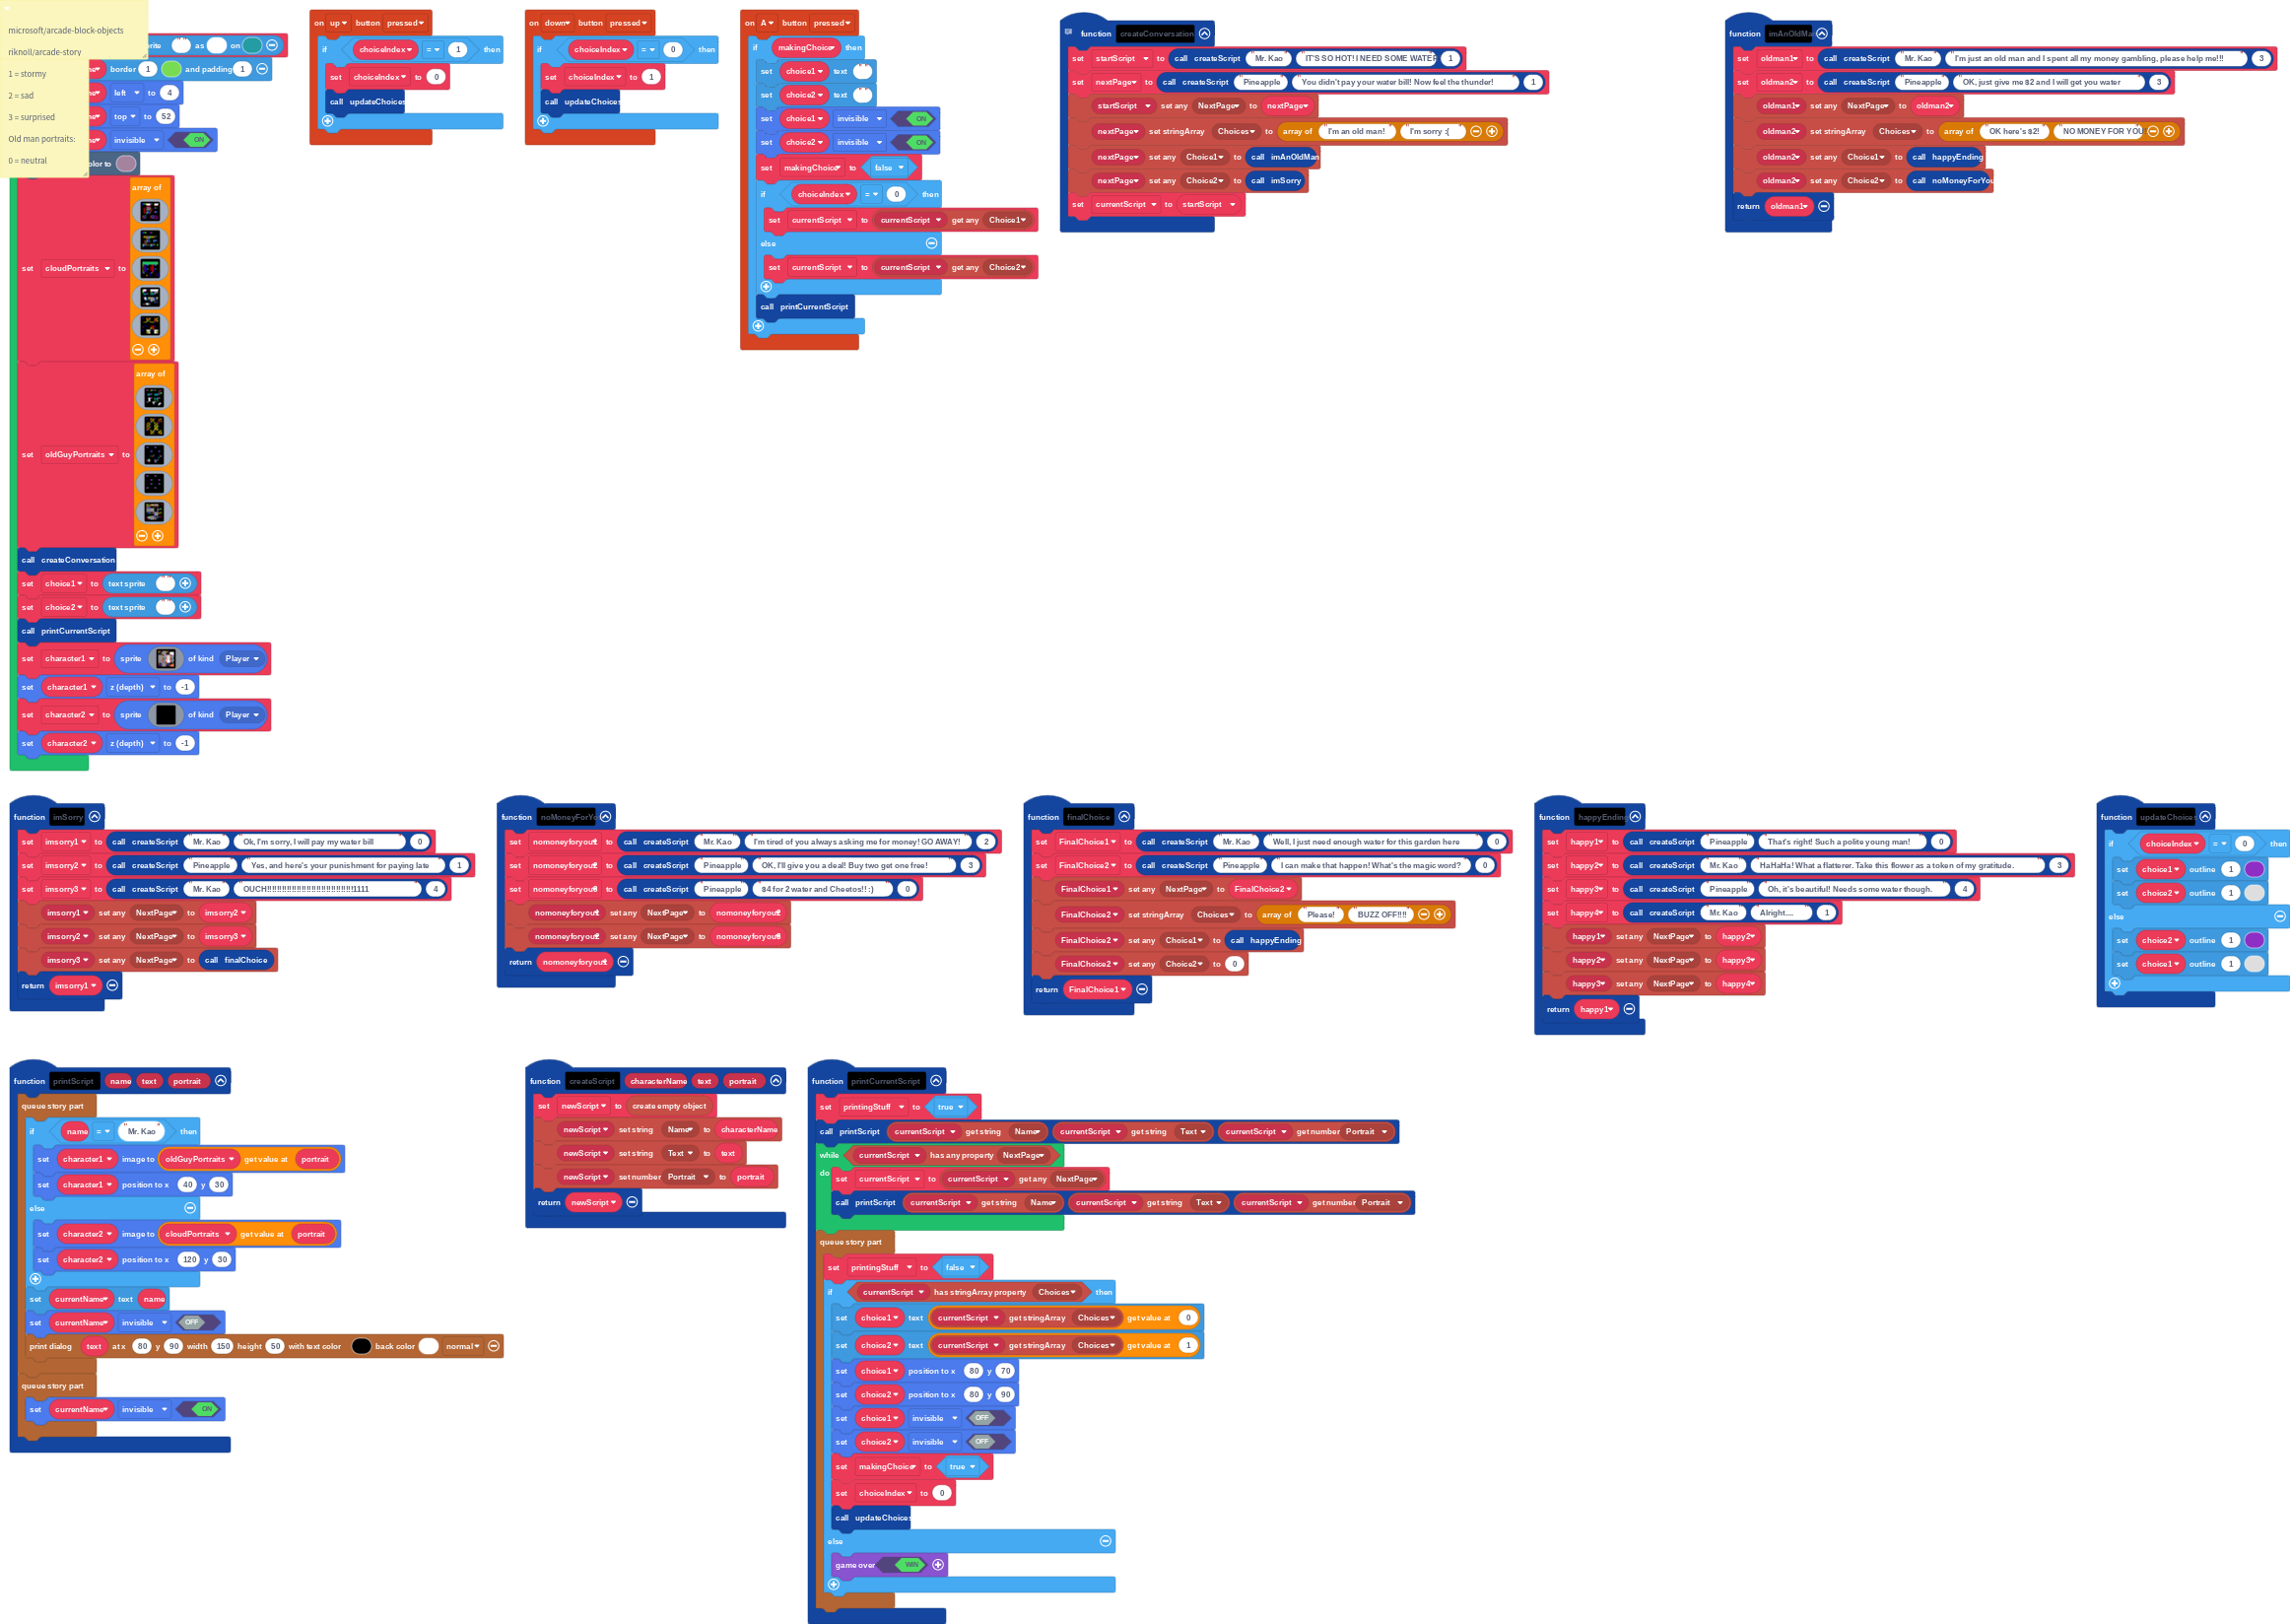 microsoft/arcade-block-objects
riknoll/arcade-story
1 = stormy
2 = sad
3 = surprised
Old man portraits:
0 = neutral
as on
border 1 and padding 1
left to 4
top to 52
invisible ON
color to
set cloudPortraits to array of
set oldGuyPortraits to array of
call createConversation
set choice1 to text sprite " "
set choice2 to text sprite " "
call printCurrentScript
set character1 to sprite of kind Player
set character1 z (depth) to -1
set character2 to sprite of kind Player
set character2 z (depth) to -1
on up button pressed
if choiceIndex = 1 then
set choiceIndex to 0
call updateChoices
on down button pressed
if choiceIndex = 0 then
set choiceIndex to 1
call updateChoices
on A button pressed
if makingChoice then
set choice1 text " "
set choice2 text " "
set choice1 invisible ON
set choice2 invisible ON
set makingChoice to false
if choiceIndex = 0 then
set currentScript to currentScript get any Choice1
else
set currentScript to currentScript get any Choice2
call printCurrentScript
function createConversation
set startScript to call createScript "Mr. Kao" "IT'S SO HOT! I NEED SOME WATER 1
set nextPage to call createScript "Pineapple" "You didn't pay your water bill! Now feel the thunder!" 1
startScript set any NextPage to nextPage
nextPage set stringArray Choices to array of "I'm an old man!" "I'm sorry :("
nextPage set any Choice1 to call imAnOldMan
nextPage set any Choice2 to call imSorry
set currentScript to startScript
function imAnOldMan
set oldman1 to call createScript "Mr. Kao" "I'm just an old man and I spent all my money gambling, please help me!!!" 3
set oldman2 to call createScript "Pineapple" "OK, just give me $2 and I will get you water" 3
oldman1 set any NextPage to oldman2
oldman2 set stringArray Choices to array of "OK here's $2!" "NO MONEY FOR YOU
oldman2 set any Choice1 to call happyEnding
oldman2 set any Choice2 to call noMoneyForYou
return oldman1
function imSorry
set imsorry1 to call createScript "Mr. Kao" "Ok, I'm sorry, I will pay my water bill" 0
set imsorry2 to call createScript "Pineapple" "Yes, and here's your punishment for paying late" 1
set imsorry3 to call createScript "Mr. Kao" "OUCH!!!!!!!!!!!!!!!!!!!!!!!!!!!!!!!!!!!1111" 4
imsorry1 set any NextPage to imsorry2
imsorry2 set any NextPage to imsorry3
imsorry3 set any NextPage to call finalChoice
return imsorry1
function noMoneyForYo
set nomoneyforyou1 to call createScript "Mr. Kao" "I'm tired of you always asking me for money! GO AWAY!" 2
set nomoneyforyou2 to call createScript "Pineapple" "OK, I'll give you a deal! Buy two get one free!" 3
set nomoneyforyou3 to call createScript "Pineapple" "$4 for 2 water and Cheetos!! :)" 0
nomoneyforyou1 set any NextPage to nomoneyforyou2
nomoneyforyou2 set any NextPage to nomoneyforyou3
return nomoneyforyou1
function finalChoice
set FinalChoice1 to call createScript "Mr. Kao" "Well, I just need enough water for this garden here" 0
set FinalChoice2 to call createScript "Pineapple" "I can make that happen! What's the magic word?" 0
FinalChoice1 set any NextPage to FinalChoice2
FinalChoice2 set stringArray Choices to array of "Please!" "BUZZ OFF!!!!"
FinalChoice2 set any Choice1 to call happyEnding
FinalChoice2 set any Choice2 to 0
return FinalChoice1
function happyEnding
set happy1 to call createScript "Pineapple" "That's right! Such a polite young man!" 0
set happy2 to call createScript "Mr. Kao" "HaHaHa! What a flatterer. Take this flower as a token of my gratitude." 3
set happy3 to call createScript "Pineapple" "Oh, it's beautiful! Needs some water though." 4
set happy4 to call createScript "Mr. Kao" "Alright...." 1
happy1 set any NextPage to happy2
happy2 set any NextPage to happy3
happy3 set any NextPage to happy4
return happy1
function updateChoices
if choiceIndex = 0 then
set choice1 outline 1
set choice2 outline 1
else
set choice2 outline 1
set choice1 outline 1
function printScript name text portrait
queue story part
if name = "Mr. Kao" then
set character1 image to oldGuyPortraits get value at portrait
set character1 position to x 40 y 30
else
set character2 image to cloudPortraits get value at portrait
set character2 position to x 120 y 30
set currentName text name
set currentName invisible OFF
print dialog text at x 80 y 90 width 150 height 50 with text color back color normal
queue story part
set currentName invisible ON
function createScript characterName text portrait
set newScript to create empty object
newScript set string Name to characterName
newScript set string Text to text
newScript set number Portrait to portrait
return newScript
function printCurrentScript
set printingStuff to true
call printScript currentScript get string Name currentScript get string Text currentScript get number Portrait
while currentScript has any property NextPage
do set currentScript to currentScript get any NextPage
call printScript currentScript get string Name currentScript get string Text currentScript get number Portrait
queue story part
set printingStuff to false
if currentScript has stringArray property Choices then
set choice1 text currentScript get stringArray Choices get value at 0
set choice2 text currentScript get stringArray Choices get value at 1
set choice1 position to x 80 y 70
set choice2 position to x 80 y 90
set choice1 invisible OFF
set choice2 invisible OFF
set makingChoice to true
set choiceIndex to 0
call updateChoices
else
game over WIN